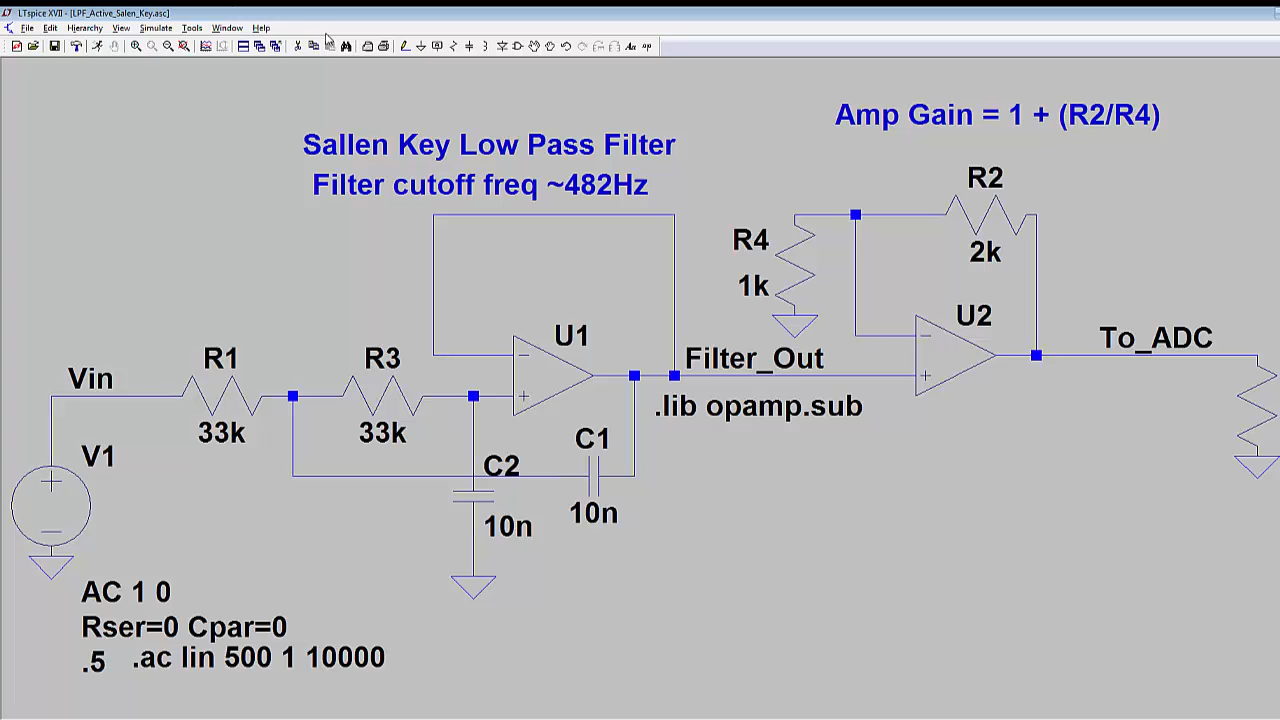 LTspice XVII - [LPF_Active_Salen_Key.asc]
File Edit Hierarchy View Simulate Tools Window Help
Amp Gain = 1 + (R2/R4)
Sallen Key Low Pass Filter
Filter cutoff freq ~482Hz
R2
2k
R4
1k
U1
U2
Filter_Out
To_ADC
.lib opamp.sub
Vin
R1
33k
R3
33k
V1
C1
10n
C2
10n
AC 1 0
Rser=0 Cpar=0
.5 .ac lin 500 1 10000